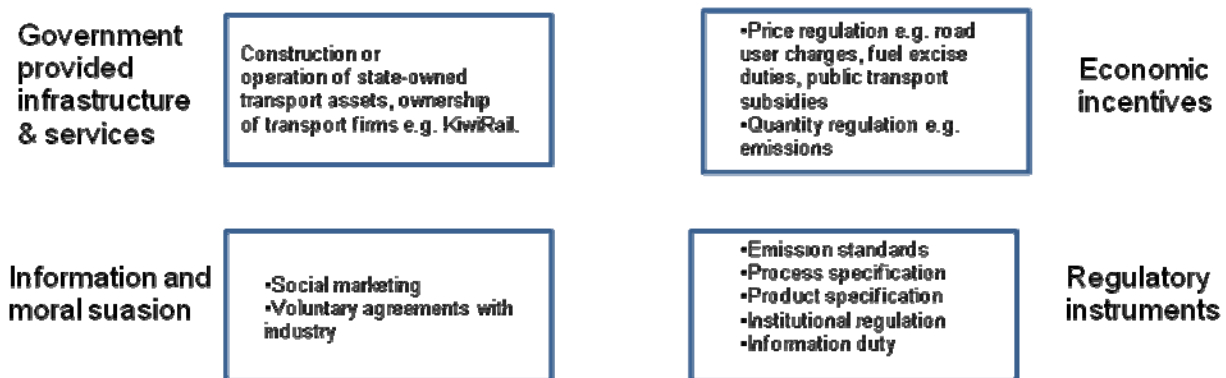 Government
provided
infrastructure
& services
Construction or
operation of state-owned
transport assets, ownership
of transport firms e.g. KiwiRail.
•Price regulation e.g. road
user charges, fuel excise
duties, public transport
subsidies
•Quantity regulation e.g.
emissions
Economic
incentives
Information and
moral suasion
•Social marketing
•Voluntary agreements with
industry
•Emission standards
•Process specification
•Product specification
•Institutional regulation
•Information duty
Regulatory
instruments